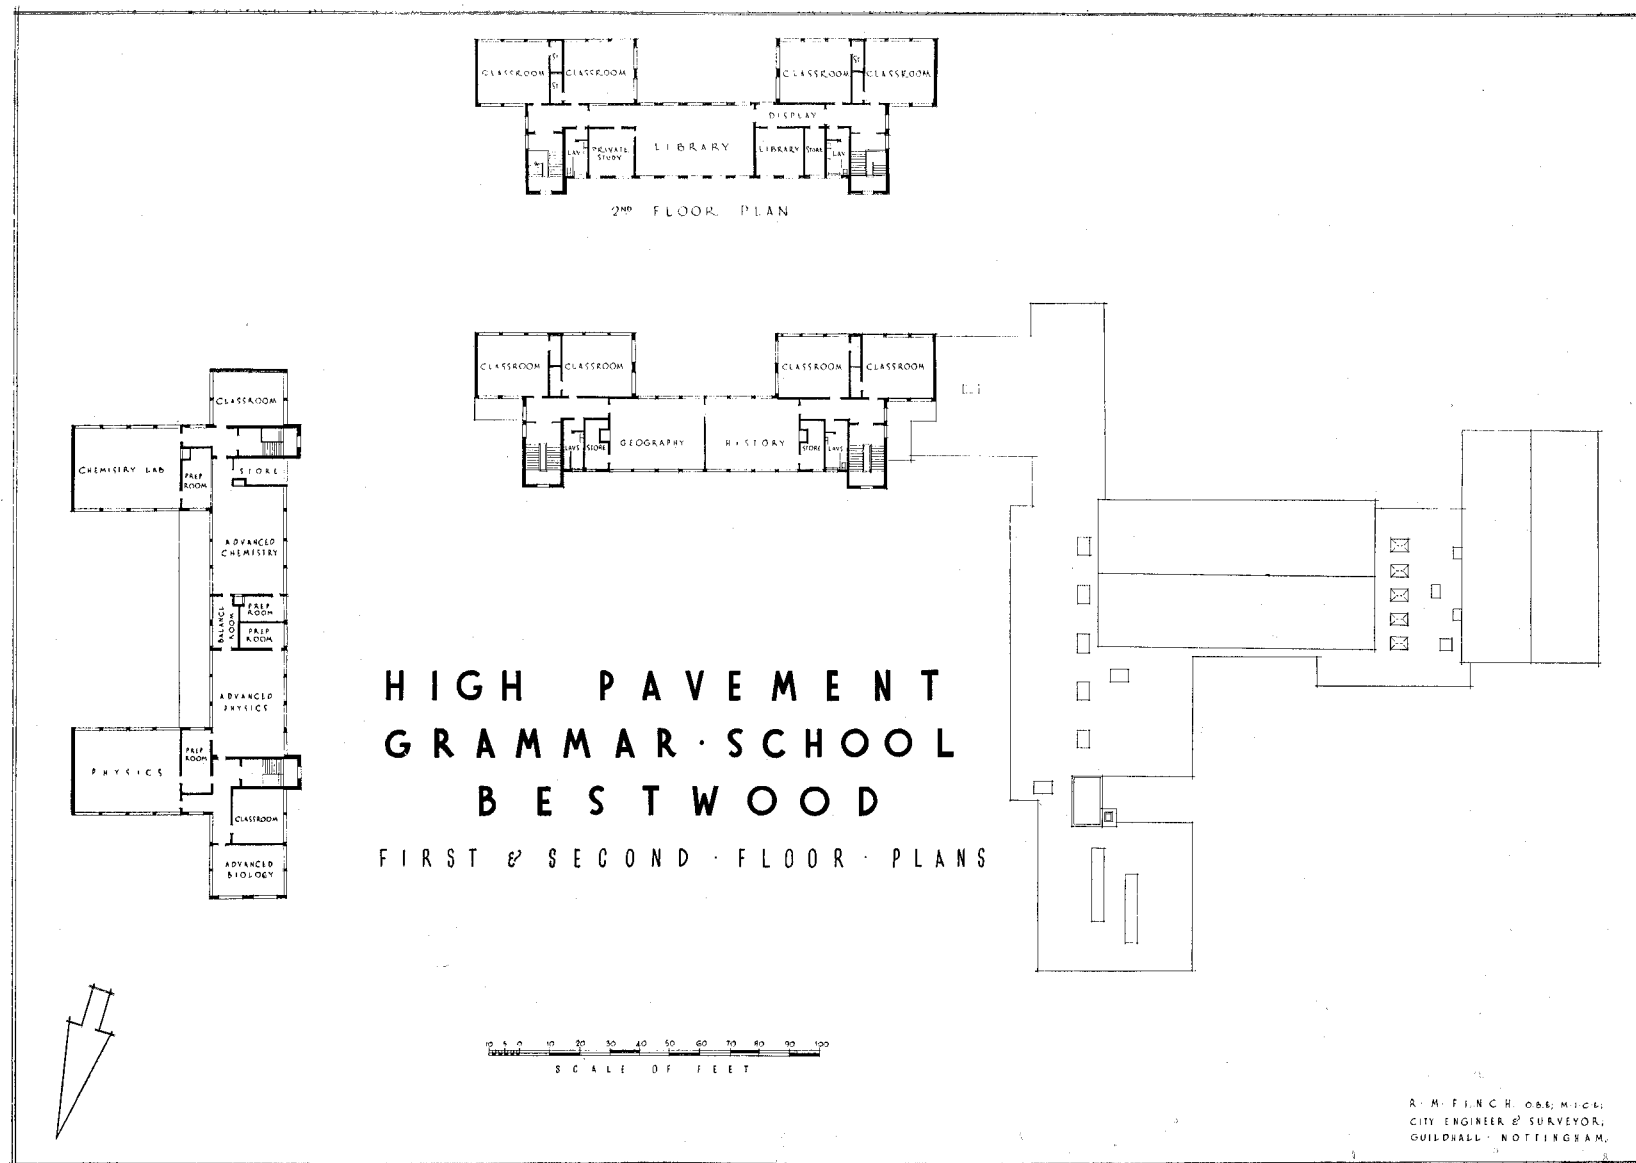 CLASSROOM
St
St
CLASSROOM
CLASSROOM
St
CLASSROOM
DISPLAY
LAV
PRIVATE
STUDY
LIBRARY
LIBRARY
STORE
LAV
2ND FLOOR PLAN
CLASSROOM
CLASSROOM
CLASSROOM
CLASSROOM
LAVS
STORE
GEOGRAPHY
HISTORY
STORE
LAVS
CLASSROOM
CHEMISTRY LAB
PREP
ROOM
STORE
ADVANCED
CHEMISTRY
BALANCE
ROOM
PREP
ROOM
PREP
ROOM
ADVANCED
PHYSICS
PHYSICS
PREP
ROOM
CLASSROOM
ADVANCED
BIOLOGY
HIGH PAVEMENT
GRAMMAR · SCHOOL
BESTWOOD
FIRST & SECOND · FLOOR · PLANS
10 5 0 10 20 30 40 50 60 70 80 90 100
SCALE OF FEET
R · M · FINCH. O.B.E; M·I·C·E;
CITY ENGINEER & SURVEYOR,
GUILDHALL · NOTTINGHAM.